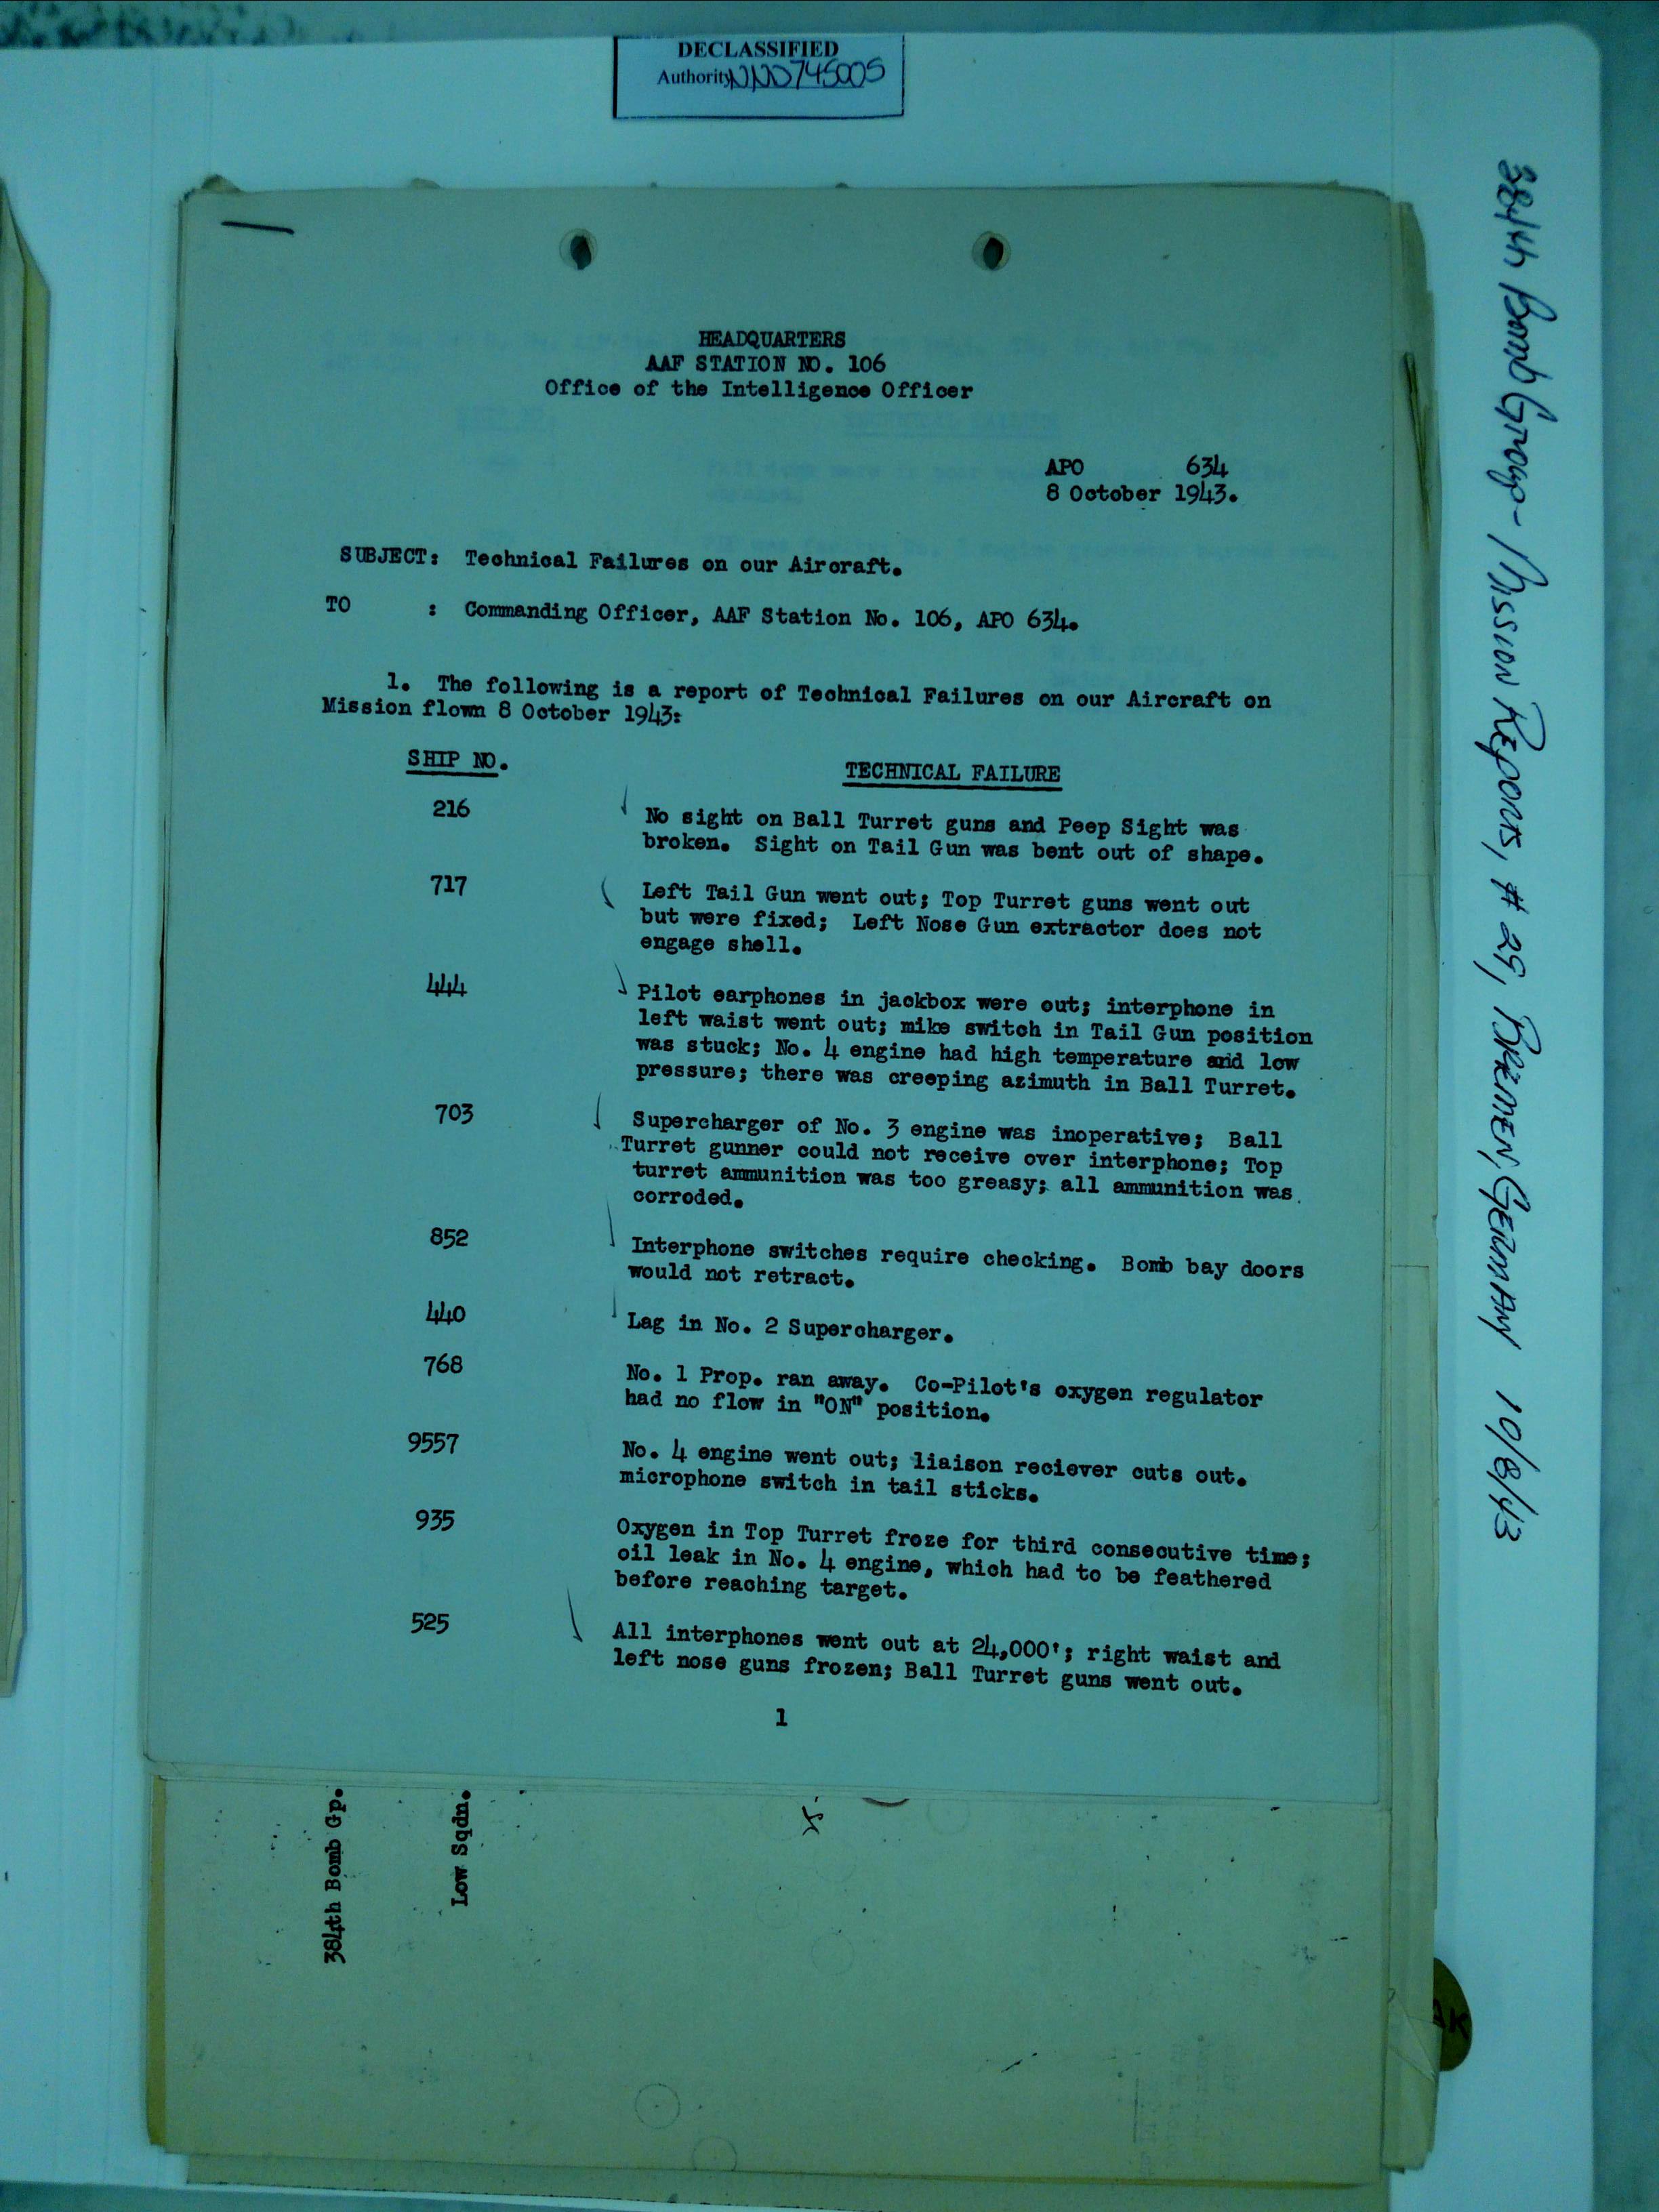 DECLASSIFIED
Authority NND745005
HEADQUARTERS
AAF STATION NO. 106
Office of the Intelligence Officer
APO 634
8 October 1943.
SUBJECT: Technical Failures on our Aircraft.
TO : Commanding Officer, AAF Station No. 106, APO 634.
1. The following is a report of Technical Failures on our Aircraft on
Mission flown 8 October 1943:
SHIP NO. TECHNICAL FAILURE
216 No sight on Ball Turret guns and Peep Sight was
broken. Sight on Tail Gun was bent out of shape.
717 Left Tail Gun went out; Top Turret guns went out
but were fixed; Left Nose Gun extractor does not
engage shell.
444 Pilot earphones in jackbox were out; interphone in
left waist went out; mike switch in Tail Gun position
was stuck; No. 4 engine had high temperature and low
pressure; there was creeping azimuth in Ball Turret.
703 Supercharger of No. 3 engine was inoperative; Ball
Turret gunner could not receive over interphone; Top
turret ammunition was too greasy; all ammunition was
corroded.
852 Interphone switches require checking. Bomb bay doors
would not retract.
440 Lag in No. 2 Supercharger.
768 No. 1 Prop. ran away. Co-Pilot's oxygen regulator
had no flow in "ON" position.
9557 No. 4 engine went out; liaison reciever cuts out.
microphone switch in tail sticks.
935 Oxygen in Top Turret froze for third consecutive time;
oil leak in No. 4 engine, which had to be feathered
before reaching target.
525 All interphones went out at 24,000'; right waist and
left nose guns frozen; Ball Turret guns went out.
1
384th Bomb Gp.
Low Sqdn.
384th Bomb Group - Mission Reports, # 29, Bremen, Germany 10/8/43
AK